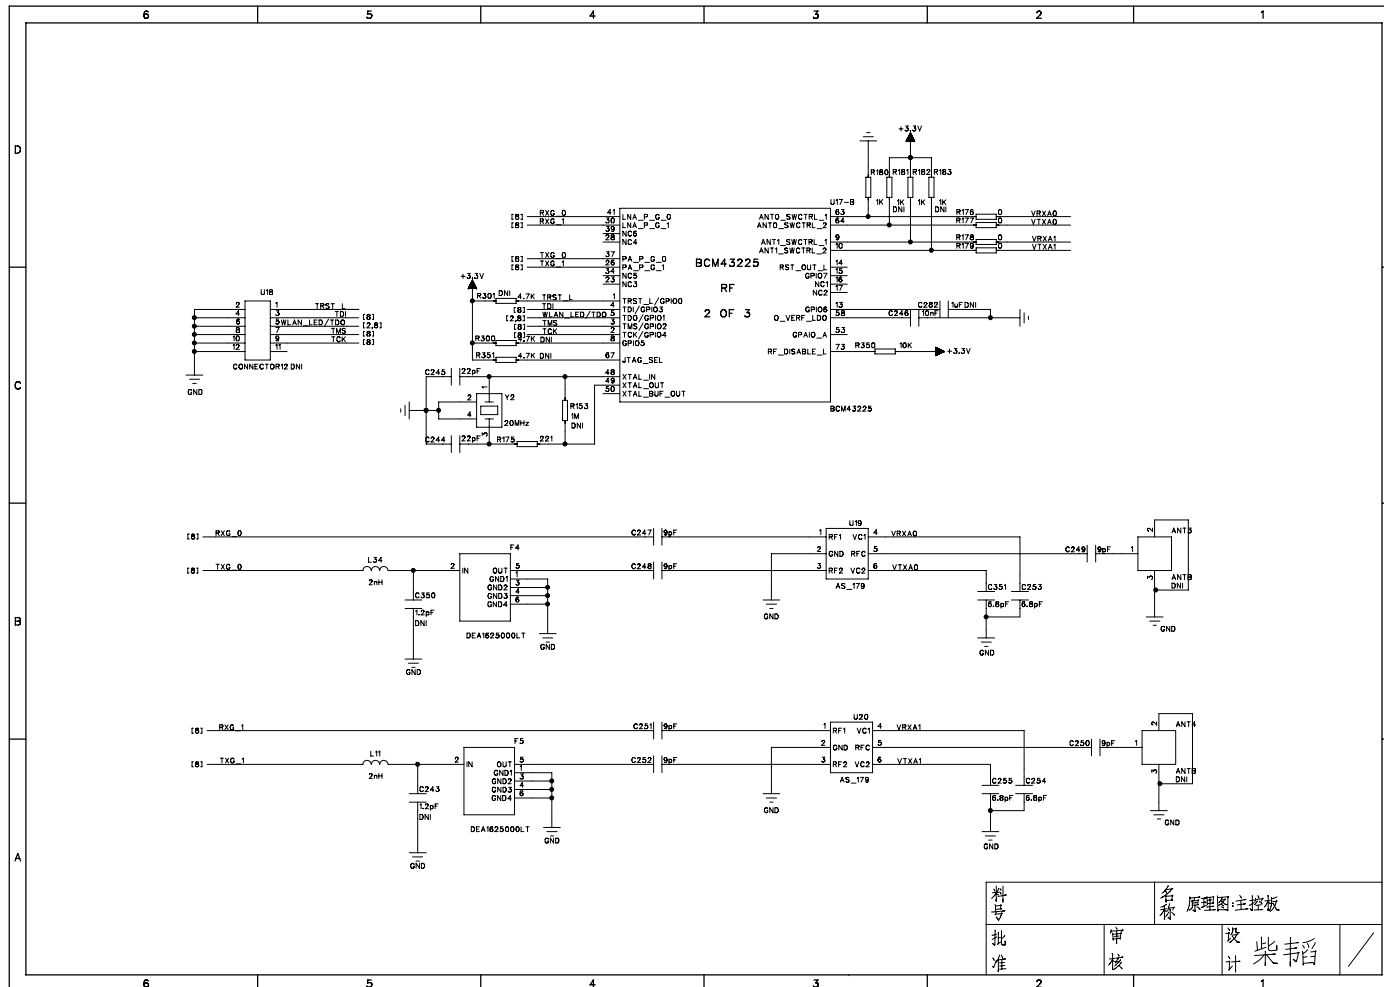 6 5 4 3 2 1
D
C
B
A
+3.3V
R180 R181 R182 R183
1K 1K 1K 1K
DNI DNI
U17-B
BCM43225
RF
2 OF 3
BCM43225
[8] RXG_0 41 LNA_P_G_0
[8] RXG_1 30 LNA_P_G_1
39 NC6
28 NC4
[8] TXG_0 37 PA_P_G_0
[8] TXG_1 26 PA_P_G_1
34 NC5
23 NC3
+3.3V
R301 DNI 4.7K TRST_L 1 TRST_L/GPIO0
[8] TDI 4 TDI/GPIO3
[2,8] WLAN_LED/TDO 5 TDO/GPIO1
[8] TMS 3 TMS/GPIO2
[8] TCK 2 TCK/GPIO4
R300 4.7K DNI 8 GPIO5
R351 4.7K DNI 67 JTAG_SEL
48 XTAL_IN
49 XTAL_OUT
50 XTAL_BUF_OUT
ANT0_SWCTRL_1 63 R176 0 VRXA0
ANT0_SWCTRL_2 64 R177 0 VTXA0
ANT1_SWCTRL_1 9 R178 0 VRXA1
ANT1_SWCTRL_2 10 R179 0 VTXA1
RST_OUT_L 14
GPIO7 15
NC1 16
NC2 17
GPIO6 13 C282 1uF DNI
O_VERF_LDO 58 C246 10nF
GPAIO_A 53
RF_DISABLE_L 73 R350 10K +3.3V
U18
2 1 TRST_L
4 3 TDI [8]
6 5 WLAN_LED/TDO [2,8]
8 7 TMS [8]
10 9 TCK [8]
12 11
CONNECTOR12 DNI
GND
C245 22pF
1
2 Y2
4
20MHz
3
R153
1M
DNI
C244 22pF R175 221
[8] RXG_0 C247 9pF
[8] TXG_0 L34 2nH
C350
1.2pF
DNI
GND
F4
2 IN OUT 5
GND1 1
GND2 3
GND3 4
GND4 6
DEA1625000LT
GND
C248 9pF
GND
U19
1 RF1 VC1 4 VRXA0
2 GND RFC 5
3 RF2 VC2 6 VTXA0
AS_179
C351 C253
6.8pF 6.8pF
GND
C249 9pF
1 2 3
ANT3
ANTB
DNI
GND
[8] RXG_1 C251 9pF
[8] TXG_1 L11 2nH
C243
1.2pF
DNI
GND
F5
2 IN OUT 5
GND1 1
GND2 3
GND3 4
GND4 6
DEA1625000LT
GND
C252 9pF
GND
U20
1 RF1 VC1 4 VRXA1
2 GND RFC 5
3 RF2 VC2 6 VTXA1
AS_179
C255 C254
6.8pF 6.8pF
GND
C250 9pF
1 2 3
ANT4
ANTB
DNI
GND
料号 名称 原理图:主控板
批准 审核 设计 柴韬
6 5 4 3 2 1